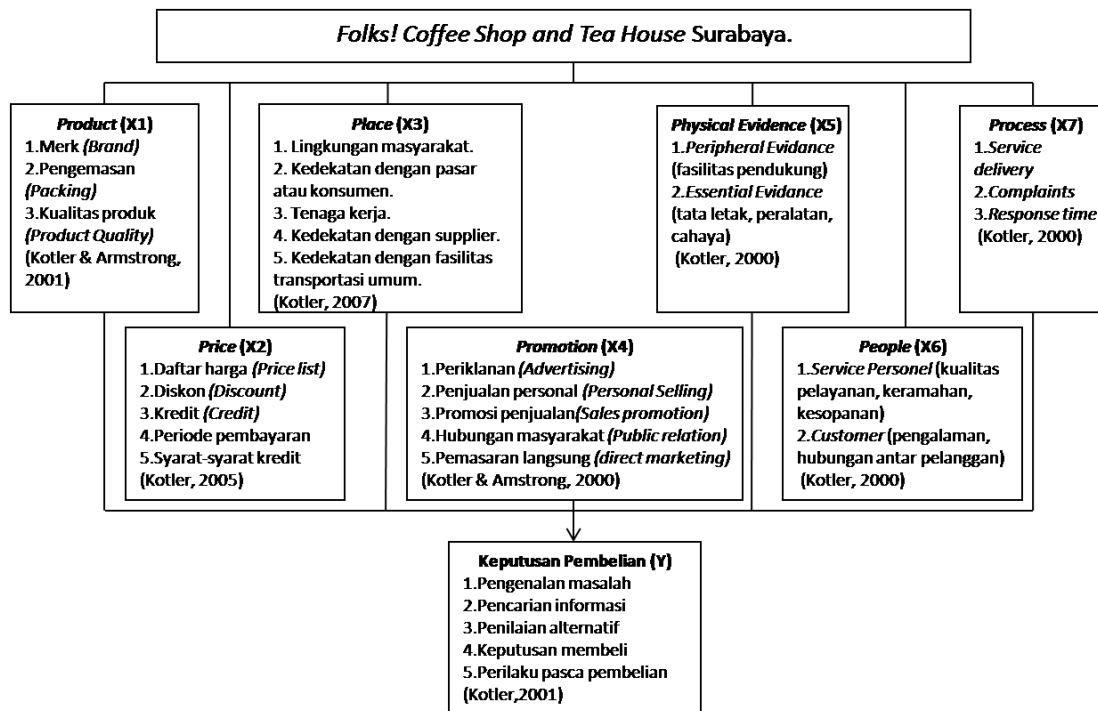 Folks! Coffee Shop and Tea House Surabaya.
Product (X1)
1.Merk (Brand)
2.Pengemasan
(Packing)
3.Kualitas produk
(Product Quality)
(Kotler & Armstrong,
2001)
Place (X3)
1. Lingkungan masyarakat.
2. Kedekatan dengan pasar
atau konsumen.
3. Tenaga kerja.
4. Kedekatan dengan supplier.
5. Kedekatan dengan fasilitas
transportasi umum.
(Kotler, 2007)
Physical Evidence (X5)
1.Peripheral Evidance
(fasilitas pendukung)
2.Essential Evidance
(tata letak, peralatan,
cahaya)
(Kotler, 2000)
Process (X7)
1.Service
delivery
2.Complaints
3.Response time
(Kotler, 2000)
Price (X2)
1.Daftar harga (Price list)
2.Diskon (Discount)
3.Kredit (Credit)
4.Periode pembayaran
5.Syarat-syarat kredit
(Kotler, 2005)
Promotion (X4)
1.Periklanan (Advertising)
2.Penjualan personal (Personal Selling)
3.Promosi penjualan(Sales promotion)
4.Hubungan masyarakat (Public relation)
5.Pemasaran langsung (direct marketing)
(Kotler & Amstrong, 2000)
People (X6)
1.Service Personel (kualitas
pelayanan, keramahan,
kesopanan)
2.Customer (pengalaman,
hubungan antar pelanggan)
(Kotler, 2000)
Keputusan Pembelian (Y)
1.Pengenalan masalah
2.Pencarian informasi
3.Penilaian alternatif
4.Keputusan membeli
5.Perilaku pasca pembelian
(Kotler,2001)